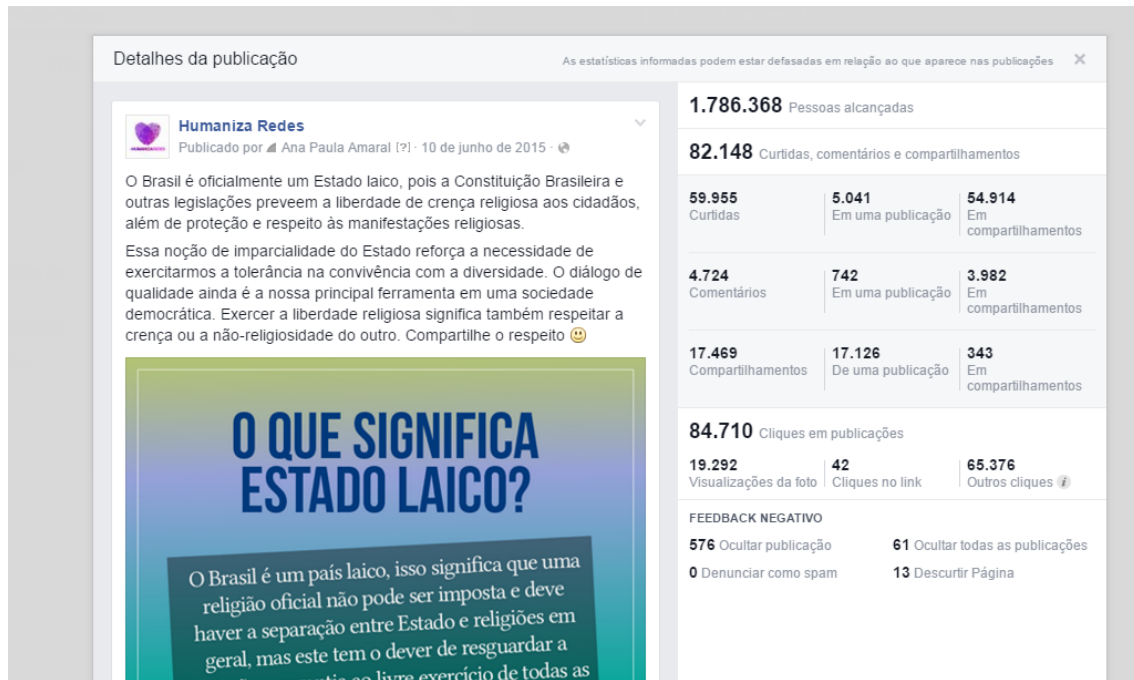 Detalhes da publicação
As estatísticas informadas podem estar defasadas em relação ao que aparece nas publicações
Humaniza Redes
Publicado por Ana Paula Amaral [?] · 10 de junho de 2015 ·
O Brasil é oficialmente um Estado laico, pois a Constituição Brasileira e
outras legislações preveem a liberdade de crença religiosa aos cidadãos,
além de proteção e respeito às manifestações religiosas.
Essa noção de imparcialidade do Estado reforça a necessidade de
exercitarmos a tolerância na convivência com a diversidade. O diálogo de
qualidade ainda é a nossa principal ferramenta em uma sociedade
democrática. Exercer a liberdade religiosa significa também respeitar a
crença ou a não-religiosidade do outro. Compartilhe o respeito
O QUE SIGNIFICA
ESTADO LAICO?
O Brasil é um país laico, isso significa que uma
religião oficial não pode ser imposta e deve
haver a separação entre Estado e religiões em
geral, mas este tem o dever de resguardar a
ao livre exercício de todas as
1.786.368 Pessoas alcançadas
82.148 Curtidas, comentários e compartilhamentos
59.955 5.041 54.914
Curtidas Em uma publicação Em
compartilhamentos
4.724 742 3.982
Comentários Em uma publicação Em
compartilhamentos
17.469 17.126 343
Compartilhamentos De uma publicação Em
compartilhamentos
84.710 Cliques em publicações
19.292 42 65.376
Visualizações da foto Cliques no link Outros cliques i
FEEDBACK NEGATIVO
576 Ocultar publicação 61 Ocultar todas as publicações
0 Denunciar como spam 13 Descurtir Página